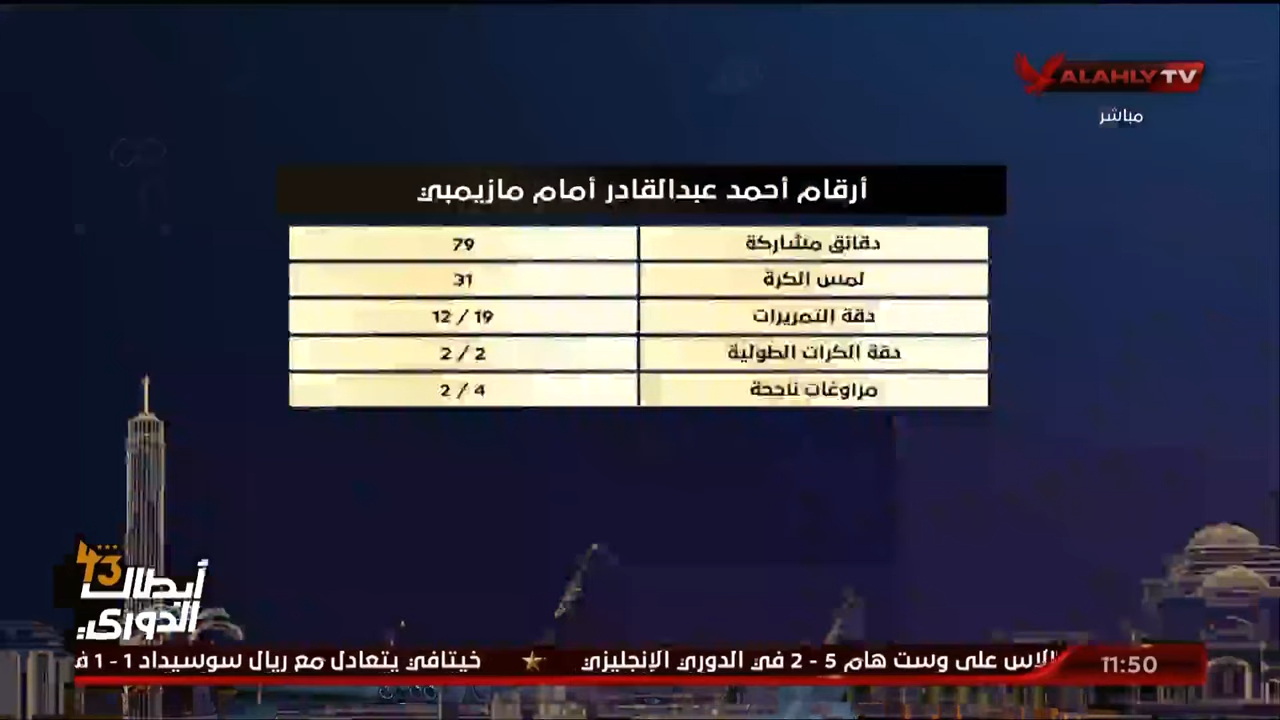 ALAHLY TV
مباشر
أرقام أحمد عبدالقادر أمام مازيمبي
دقائق مشاركة 79
لمس الكرة 31
دقة التمريرات 12 / 19
دقة الكرات الطولية 2 / 2
مراوغات ناجحة 2 / 4
43
أبطال
الدوري
11:50
على وست هام 5 - 2 في الدوري الإنجليزي
خيتافي يتعادل مع ريال سوسيداد 1 - 1